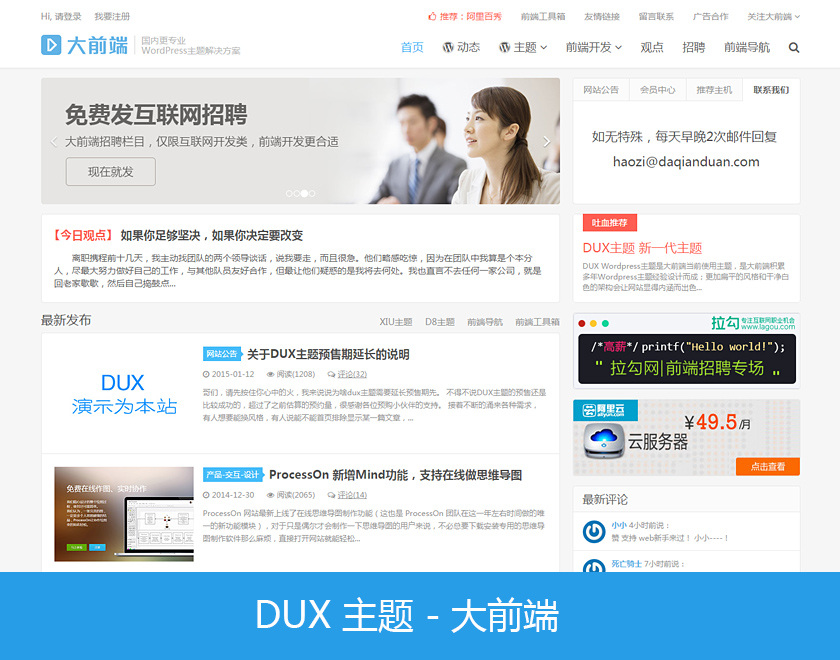 Hi, 请登录 我要注册
推荐：阿里百秀 前端工具箱 友情链接 留言联系 广告合作 关注大前端
大前端
国内更专业
WordPress主题解决方案
首页 动态 主题 前端开发 观点 招聘 前端导航
免费发互联网招聘
大前端招聘栏目，仅限互联网开发类，前端开发更合适
现在就发
网站公告 会员中心 推荐主机 联系我们
如无特殊，每天早晚2次邮件回复
haozi@daqianduan.com
【今日观点】 如果你足够坚决，如果你决定要改变
离职携程前十几天，我主动找团队的两个领导谈话，说我要走，而且很急。他们略感吃惊，因为在团队中我算是个本分
人，尽最大努力做好自己的工作，与其他队员友好合作，但最让他们疑惑的是我将去何处。我也直言不去任何一家公司，就是
回老家歇歇，然后自己捣鼓点...
吐血推荐
DUX主题 新一代主题
DUX Wordpress主题是大前端当前使用主题，是大前端积累
多年Wordpress主题经验设计而成；更加扁平的风格和干净白
色的架构会让网站显得内涵而出色...
最新发布
XIU主题 D8主题 前端导航 前端工具箱
DUX
演示为本站
网站公告 关于DUX主题预售期延长的说明
2015-01-12 阅读(1208) 评论(32)
哥们，请先按住你心中的火，我来说说为啥dux主题需要延长预售期先。 不得不说DUX主题的预售还是
比较成功的，超过了之前估算的预约量，很感谢各位预购小伙伴的支持。 接着不断的涌来各种需求，
有人想要能换风格，有人说能不能首页排除显示某一篇文章，...
拉勾 专注互联网职业机会
www.lagou.com
/*高薪*/ printf("Hello world!");
" 拉勾网|前端招聘专场 "
阿里云
¥49.5/月
云服务器
点击查看
免费在线作图，实时协作
产品-交互-设计 ProcessOn 新增Mind功能，支持在线做思维导图
2014-12-30 阅读(2065) 评论(14)
ProcessOn 网站最新上线了在线思维导图制作功能（ 这也是 ProcessOn 团队在这一年左右时间做的唯
一的新功能模块），对于只是偶尔才会制作一下思维导图的用户来说，不必总要下载安装专用的思维导
图制作软件那么麻烦，直接打开网站就能轻松...
最新评论
小小 4小时前说：
赞 支持 web新手来过！ 小小----！
死亡骑士 7小时前说：
DUX 主题 - 大前端